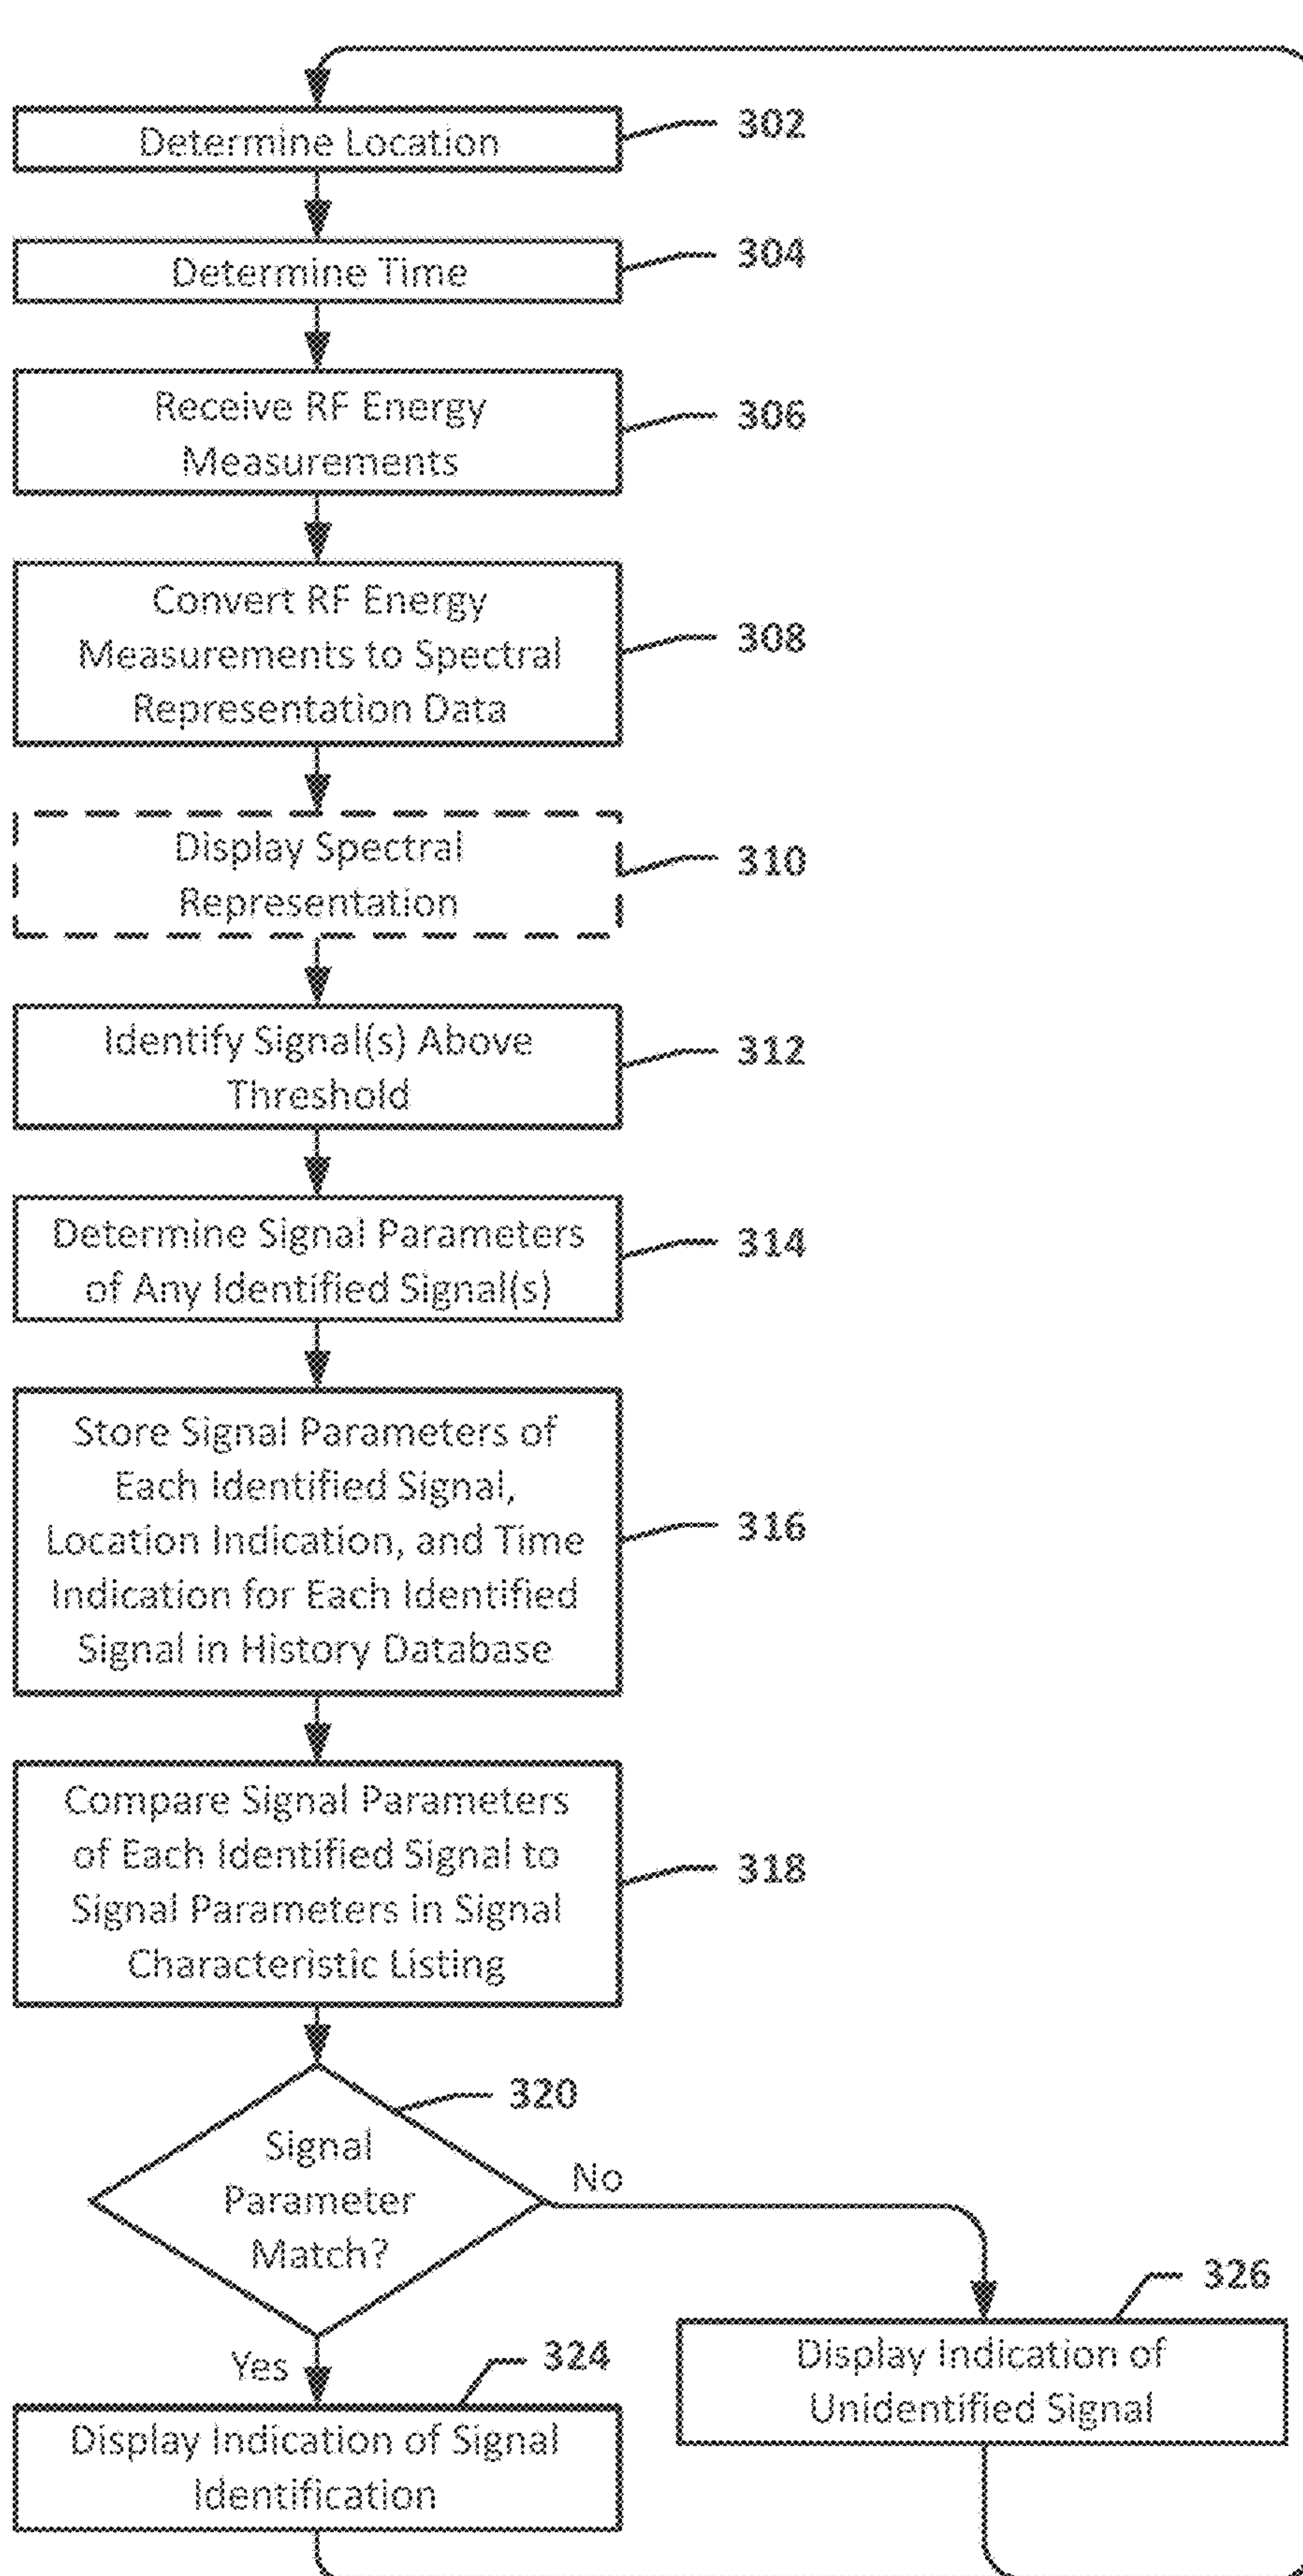 Determine Location
302
Determine Time
304
Receive RF Energy
Measurements
306
Convert RF Energy
Measurements to Spectral
Representation Data
308
Display Spectral
Representation
310
Identify Signal(s) Above
Threshold
312
Determine Signal Parameters
of Any Identified Signal(s)
314
Store Signal Parameters of
Each Identified Signal,
Location Indication, and Time
Indication for Each Identified
Signal in History Database
316
Compare Signal Parameters
of Each Identified Signal to
Signal Parameters in Signal
Characteristic Listing
318
320
Signal
Parameter
Match?
No
326
Display Indication of
Unidentified Signal
Yes
324
Display Indication of Signal
Identification